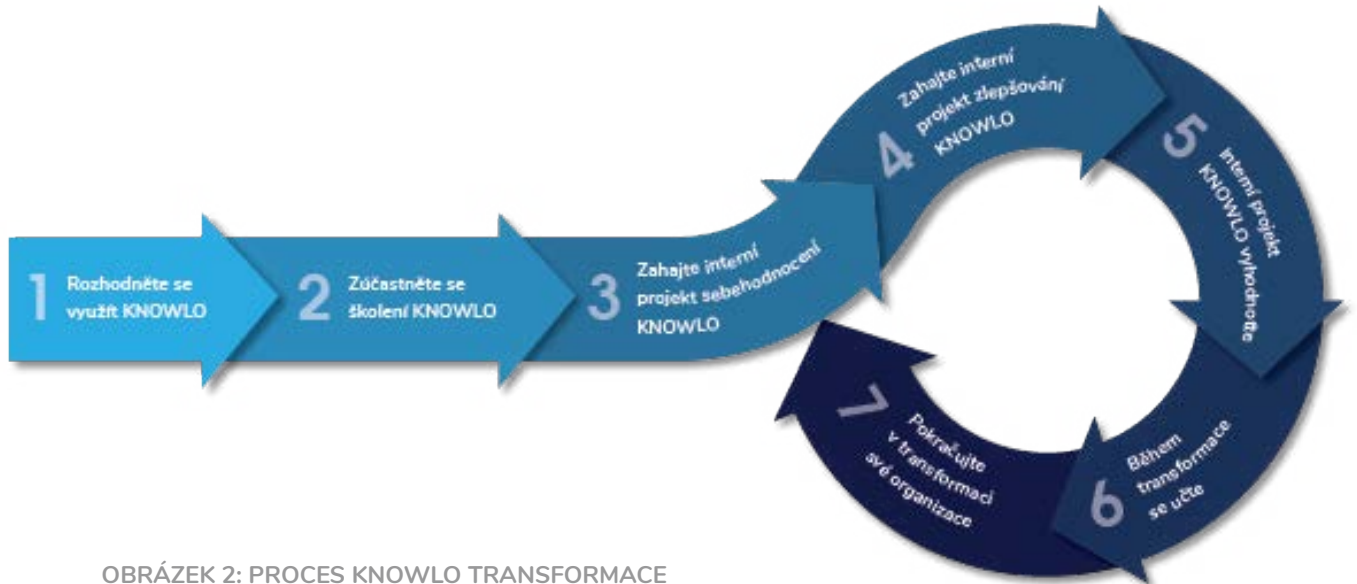 1
Rozhodněte se
využít KNOWLO
2
Zúčastněte se
školení KNOWLO
3
Zahajte interní
projekt sebehodnocení
KNOWLO
4
Zahajte interní
projekt zlepšování
KNOWLO
5
Interní projekt
KNOWLO vyhodnoťte
6
Během
transformace
se učte
7
Pokračujte
v transformaci
své organizace
OBRÁZEK 2: PROCES KNOWLO TRANSFORMACE